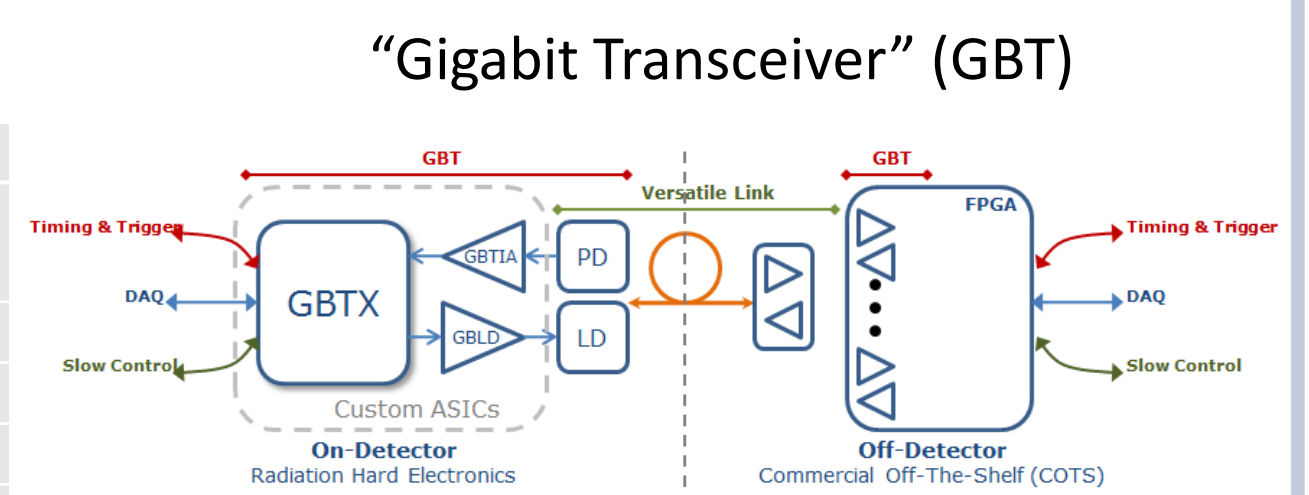 “Gigabit Transceiver” (GBT)
GBT
GBT
Versatile Link
FPGA
Timing & Trigger
Timing & Trigger
GBTIA
PD
GBTX
DAQ
DAQ
GBLD
LD
Slow Control
Slow Control
Custom ASICs
On-Detector
Off-Detector
Radiation Hard Electronics
Commercial Off-The-Shelf (COTS)